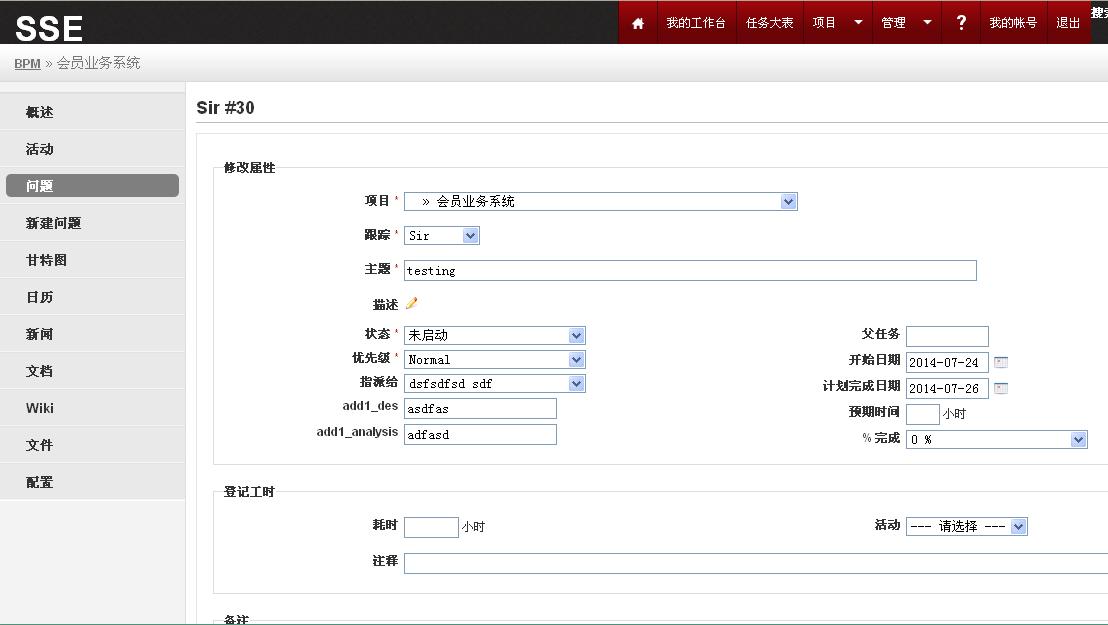 SSE
我的工作台 任务大表 项目 管理 ? 我的帐号 退出
BPM » 会员业务系统
概述
活动
问题
新建问题
甘特图
日历
新闻
文档
Wiki
文件
配置
Sir #30
修改属性
项目 * » 会员业务系统
跟踪 * Sir
主题 * testing
描述
状态 * 未启动 父任务
优先级 * Normal 开始日期 2014-07-24
指派给 dsfsdfsd sdf 计划完成日期 2014-07-26
add1_des asdfas 预期时间 小时
add1_analysis adfasd % 完成 0 %
登记工时
耗时 小时 活动 --- 请选择 ---
注释
备注